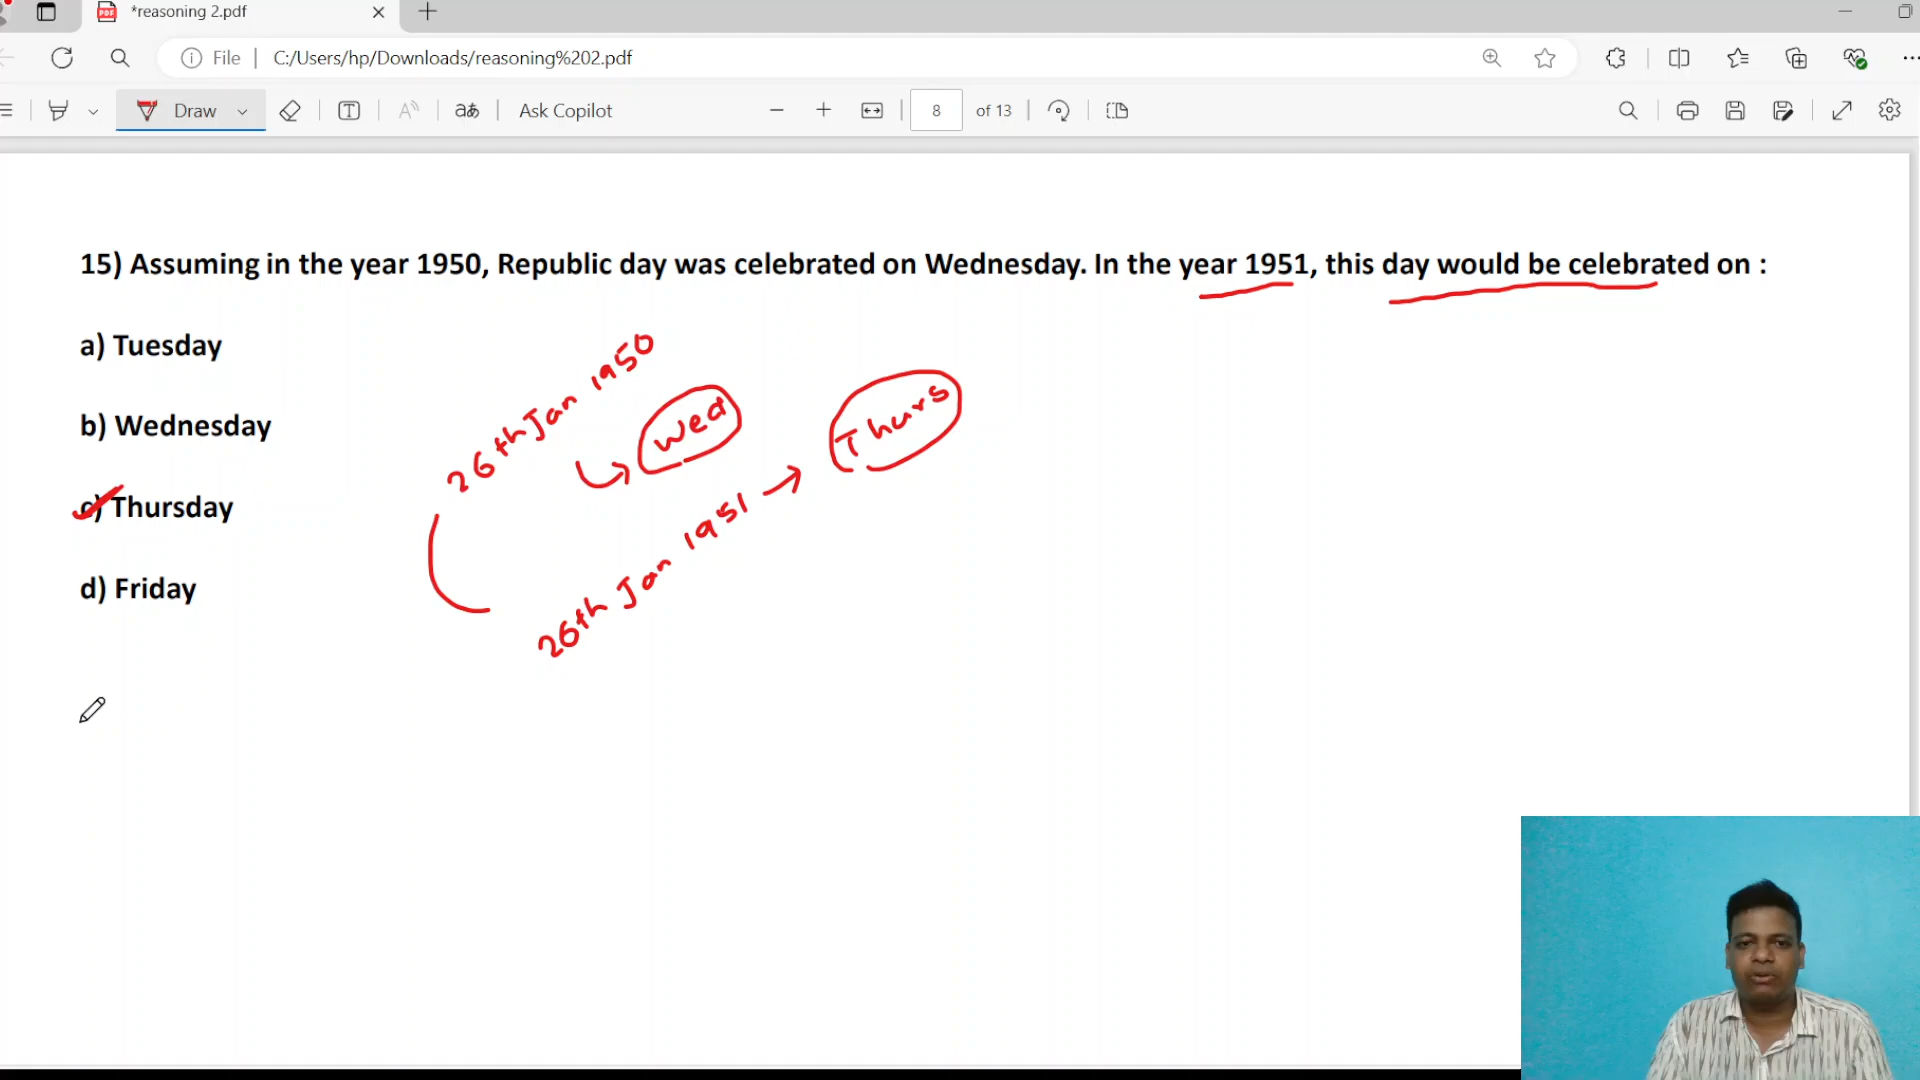 *reasoning 2.pdf
File
C:/Users/hp/Downloads/reasoning%202.pdf
Draw
Ask Copilot
8
of 13
15) Assuming in the year 1950, Republic day was celebrated on Wednesday. In the year 1951, this day would be celebrated on :
a) Tuesday
b) Wednesday
c) Thursday
d) Friday
26th Jan 1950
Wed
Thurs
26th Jan 1951